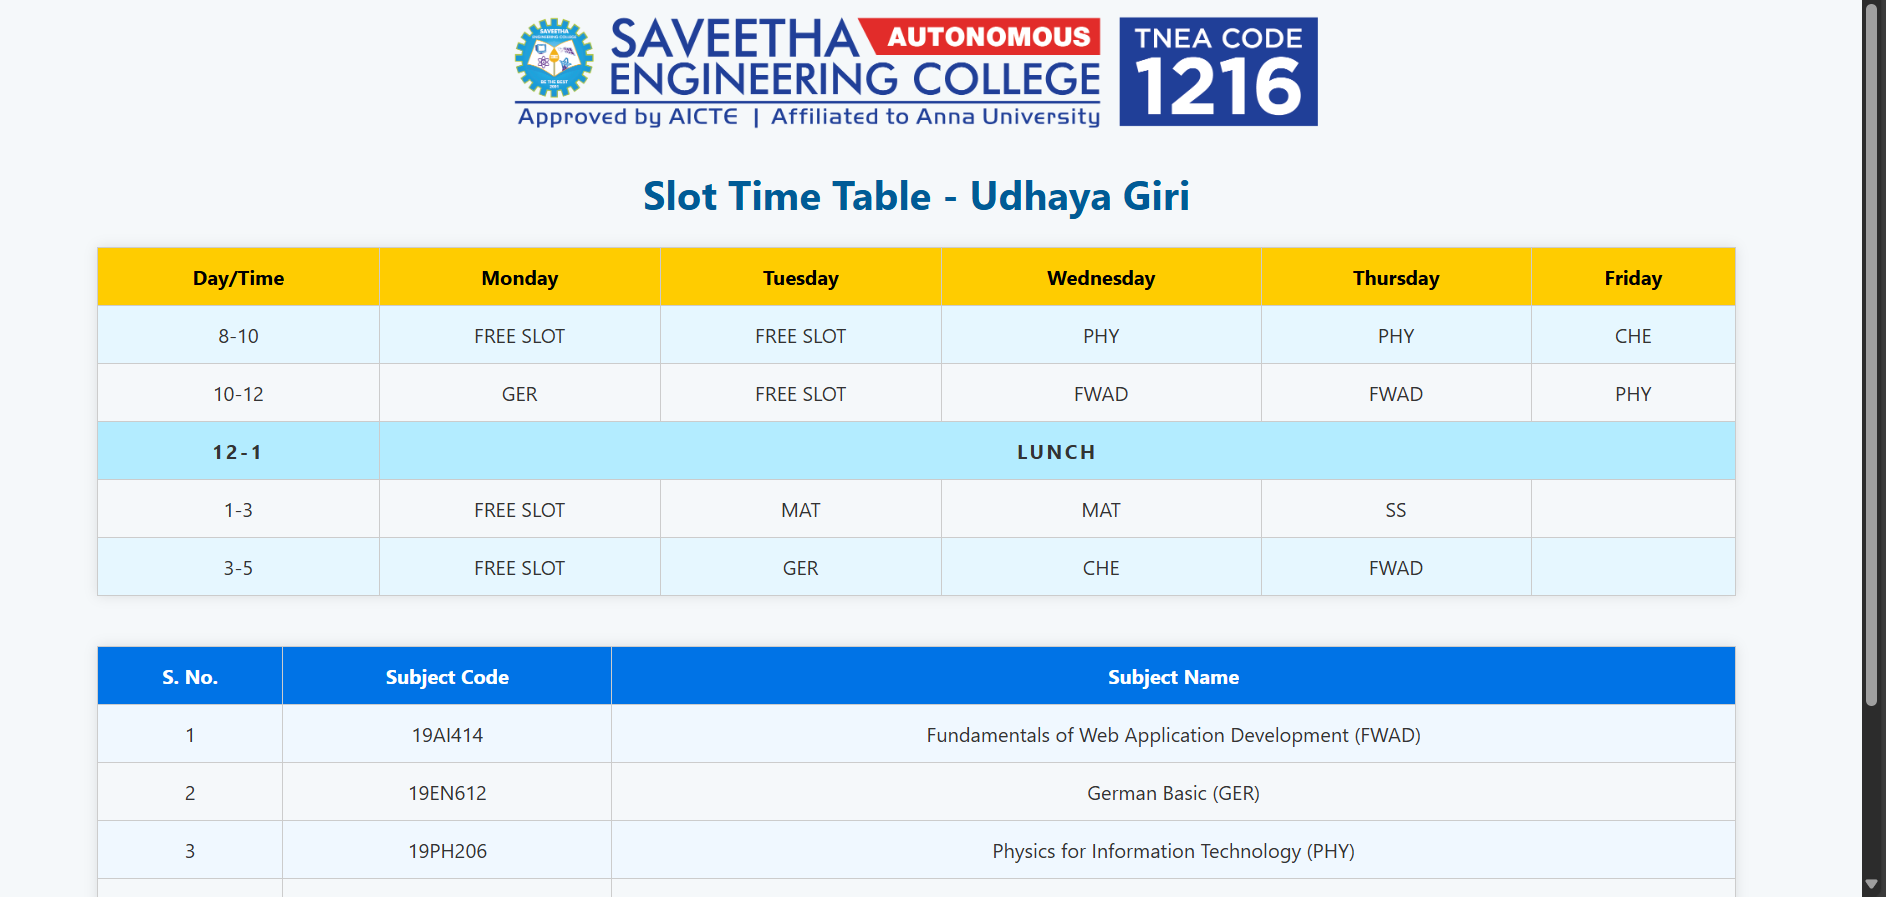 SAVEETHA AUTONOMOUS
ENGINEERING COLLEGE
Approved by AICTE | Affiliated to Anna University
TNEA CODE
1216
Slot Time Table - Udhaya Giri
Day/Time Monday Tuesday Wednesday Thursday Friday
8-10 FREE SLOT FREE SLOT PHY PHY CHE
10-12 GER FREE SLOT FWAD FWAD PHY
12-1 LUNCH
1-3 FREE SLOT MAT MAT SS
3-5 FREE SLOT GER CHE FWAD
S. No. Subject Code Subject Name
1 19AI414 Fundamentals of Web Application Development (FWAD)
2 19EN612 German Basic (GER)
3 19PH206 Physics for Information Technology (PHY)